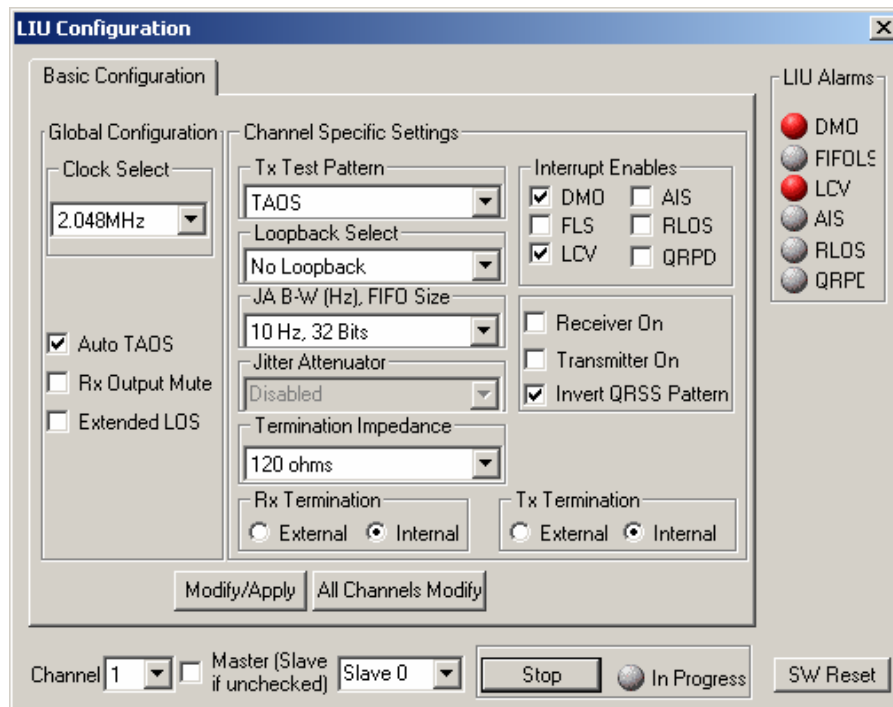 LIU Configuration
Basic Configuration
Global Configuration
Clock Select
2.048MHz
Auto TAOS
Rx Output Mute
Extended LOS
Channel Specific Settings
Tx Test Pattern
TAOS
Loopback Select
No Loopback
JA B-W (Hz), FIFO Size
10 Hz, 32 Bits
Jitter Attenuator
Disabled
Termination Impedance
120 ohms
Rx Termination
External Internal
Interrupt Enables
DMO AIS
FLS RLOS
LCV QRPD
Receiver On
Transmitter On
Invert QRSS Pattern
Tx Termination
External Internal
Modify/Apply All Channels Modify
LIU Alarms
DMO
FIFOLS
LCV
AIS
RLOS
QRPD
Channel 1 Master (Slave
if unchecked) Slave 0 Stop In Progress SW Reset